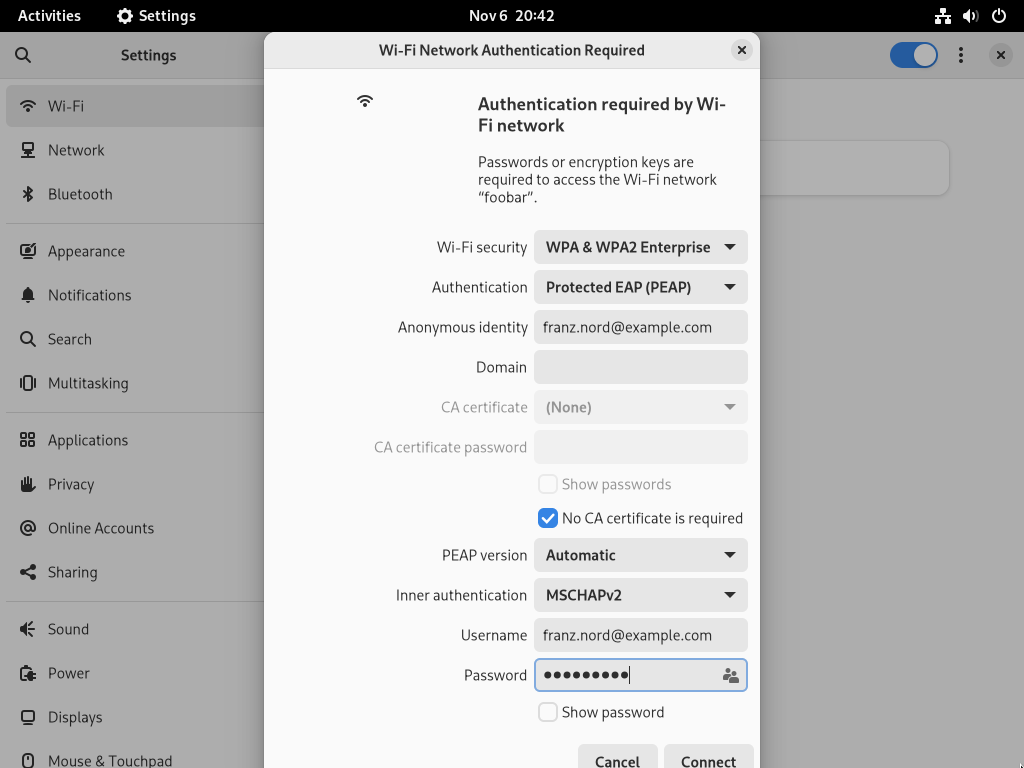 Activities
Settings
Nov 6 20:42
Settings
Wi-Fi
Network
Bluetooth
Appearance
Notifications
Search
Multitasking
Applications
Privacy
Online Accounts
Sharing
Sound
Power
Displays
Mouse & Touchpad
Wi-Fi Network Authentication Required
Authentication required by Wi-
Fi network
Passwords or encryption keys are
required to access the Wi-Fi network
“foobar”.
Wi-Fi security WPA & WPA2 Enterprise
Authentication Protected EAP (PEAP)
Anonymous identity franz.nord@example.com
Domain
CA certificate (None)
CA certificate password
Show passwords
No CA certificate is required
PEAP version Automatic
Inner authentication MSCHAPv2
Username franz.nord@example.com
Password ●●●●●●●●●
Show password
Cancel Connect